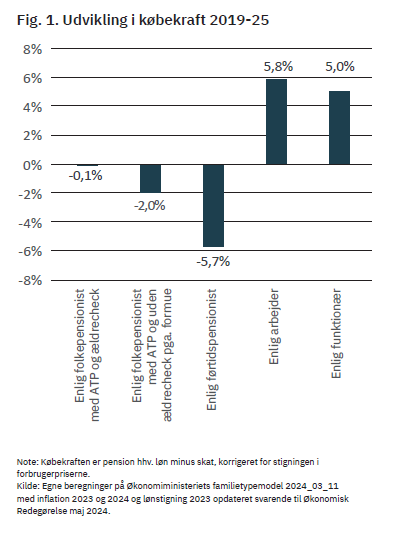 Fig. 1. Udvikling i købekraft 2019-25
8%
6%
4%
2%
0%
-2%
-4%
-6%
-8%
-0,1%
-2,0%
-5,7%
5,8%
5,0%
Enlig folkepensionist
med ATP og ældrecheck
Enlig folkepensionist
med ATP og uden
ældrecheck pga. formue
Enlig førtidspensionist
Enlig arbejder
Enlig funktionær
Note: Købekraften er pension hhv. løn minus skat, korrigeret for stigningen i
forbrugerpriserne.
Kilde: Egne beregninger på Økonomiministeriets familietypemodel 2024_03_11
med inflation 2023 og 2024 og lønstigning 2023 opdateret svarende til Økonomisk
Redegørelse maj 2024.